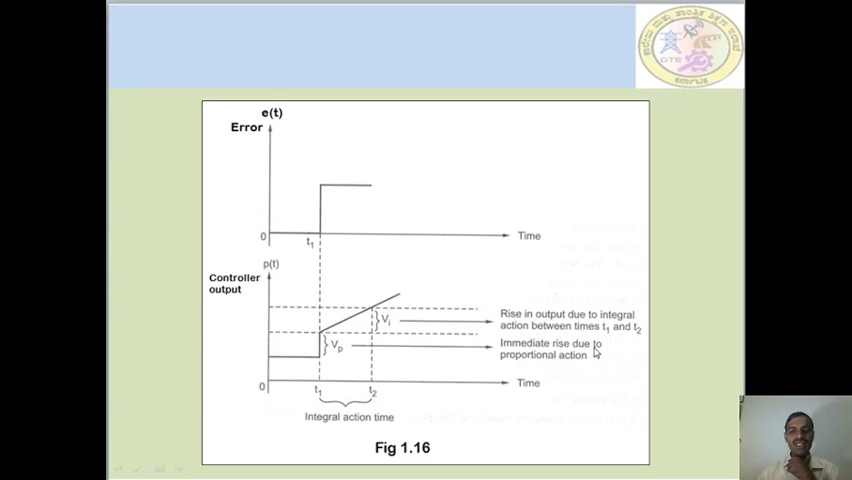 e(t)
Error
0
t1
Time
p(t)
Controller
output
Vi
Rise in output due to integral
action between times t1 and t2
Vp
Immediate rise due to
proportional action
0
t1
t2
Time
Integral action time
Fig 1.16
DTE